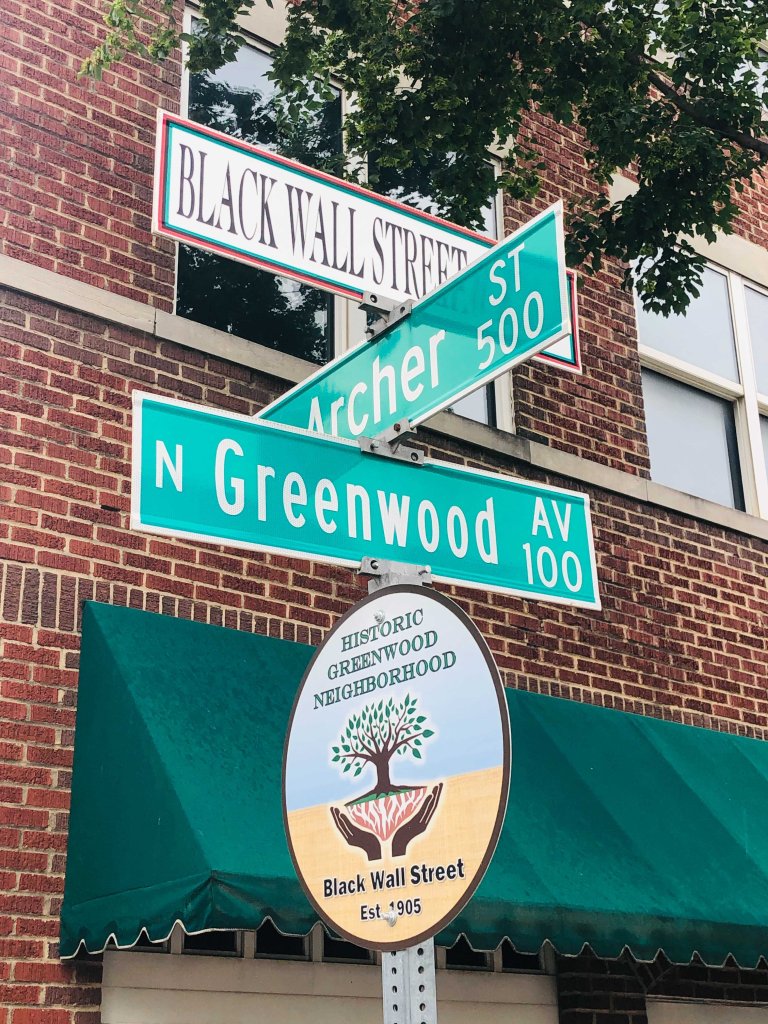 BLACK WALL STREET
ST
Archer 500
N Greenwood AV
100
HISTORIC
GREENWOOD
NEIGHBORHOOD
Black Wall Street
Est. 1905